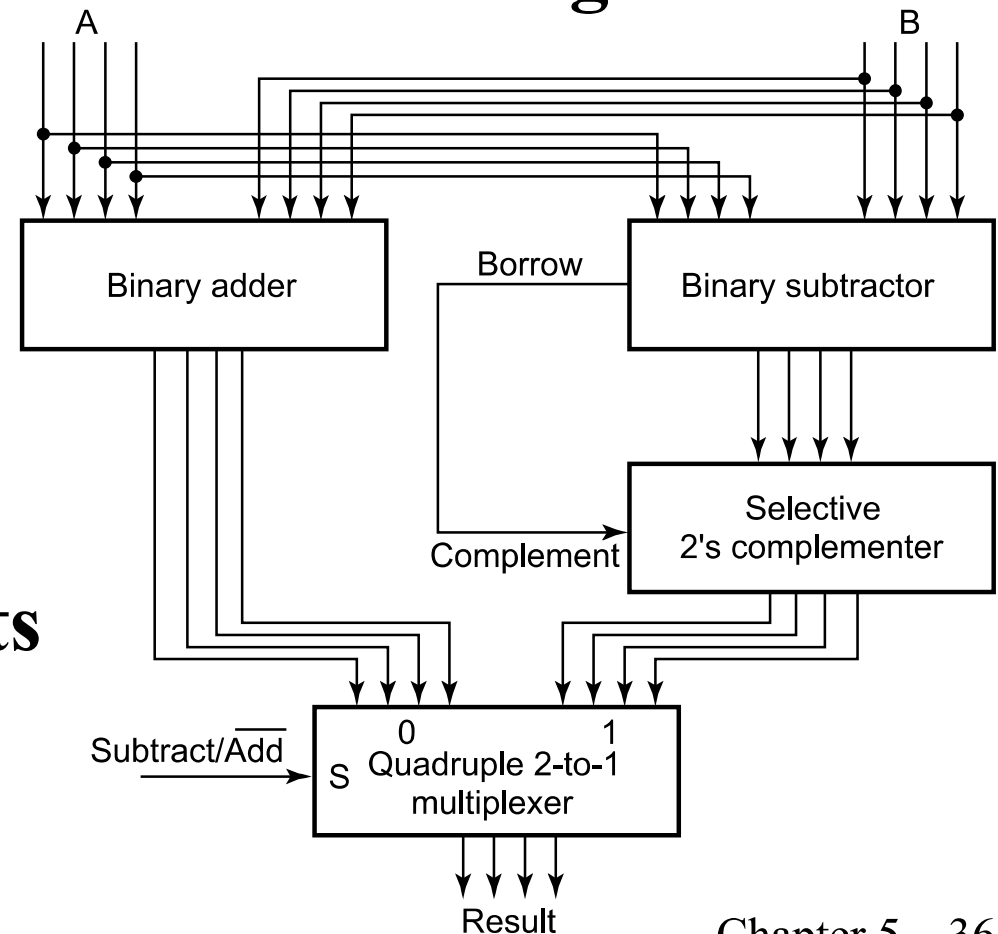 A
B
Binary adder
Borrow
Binary subtractor
Complement
Selective
2's complementer
ts
Subtract/A̅d̅d̅
0
1
S
Quadruple 2-to-1
multiplexer
Result
Chapter 5
36